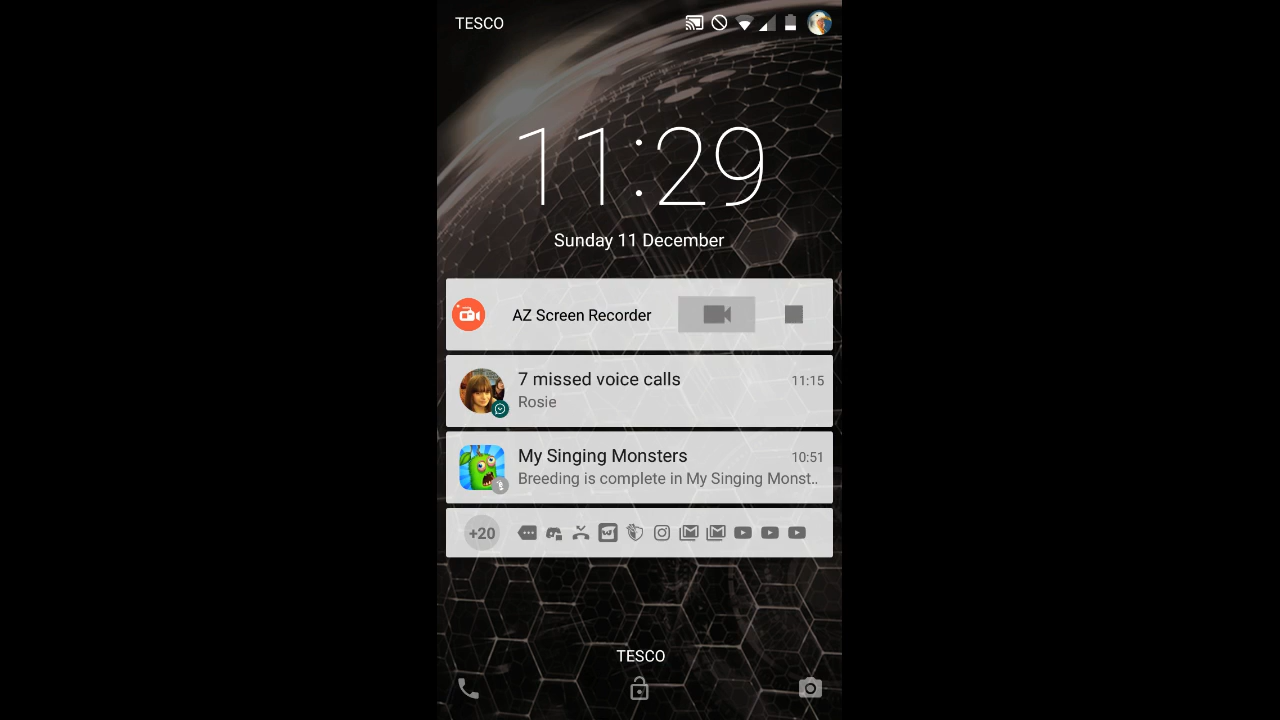 TESCO
11:29
Sunday 11 December
AZ Screen Recorder
7 missed voice calls 11:15
Rosie
My Singing Monsters 10:51
Breeding is complete in My Singing Monst..
+20
TESCO